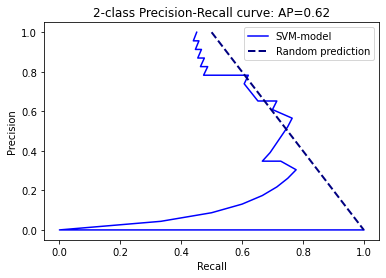 2-class Precision-Recall curve: AP=0.62
SVM-model
Random prediction
Precision
1.0
0.8
0.6
0.4
0.2
0.0
0.0 0.2 0.4 0.6 0.8 1.0
Recall